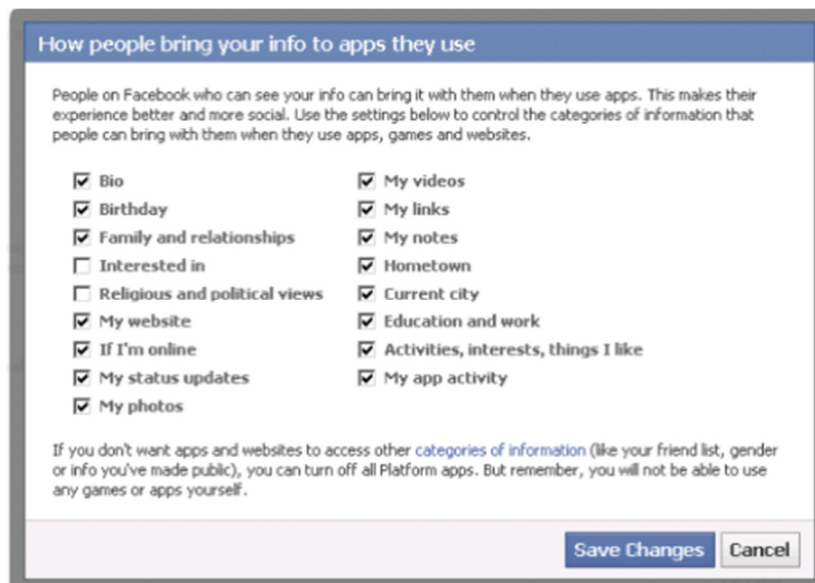 How people bring your info to apps they use
People on Facebook who can see your info can bring it with them when they use apps. This makes their
experience better and more social. Use the settings below to control the categories of information that
people can bring with them when they use apps, games and websites.
Bio
Birthday
Family and relationships
Interested in
Religious and political views
My website
If I'm online
My status updates
My photos
My videos
My links
My notes
Hometown
Current city
Education and work
Activities, interests, things I like
My app activity
If you don't want apps and websites to access other categories of information (like your friend list, gender
or info you've made public), you can turn off all Platform apps. But remember, you will not be able to use
any games or apps yourself.
Save Changes
Cancel